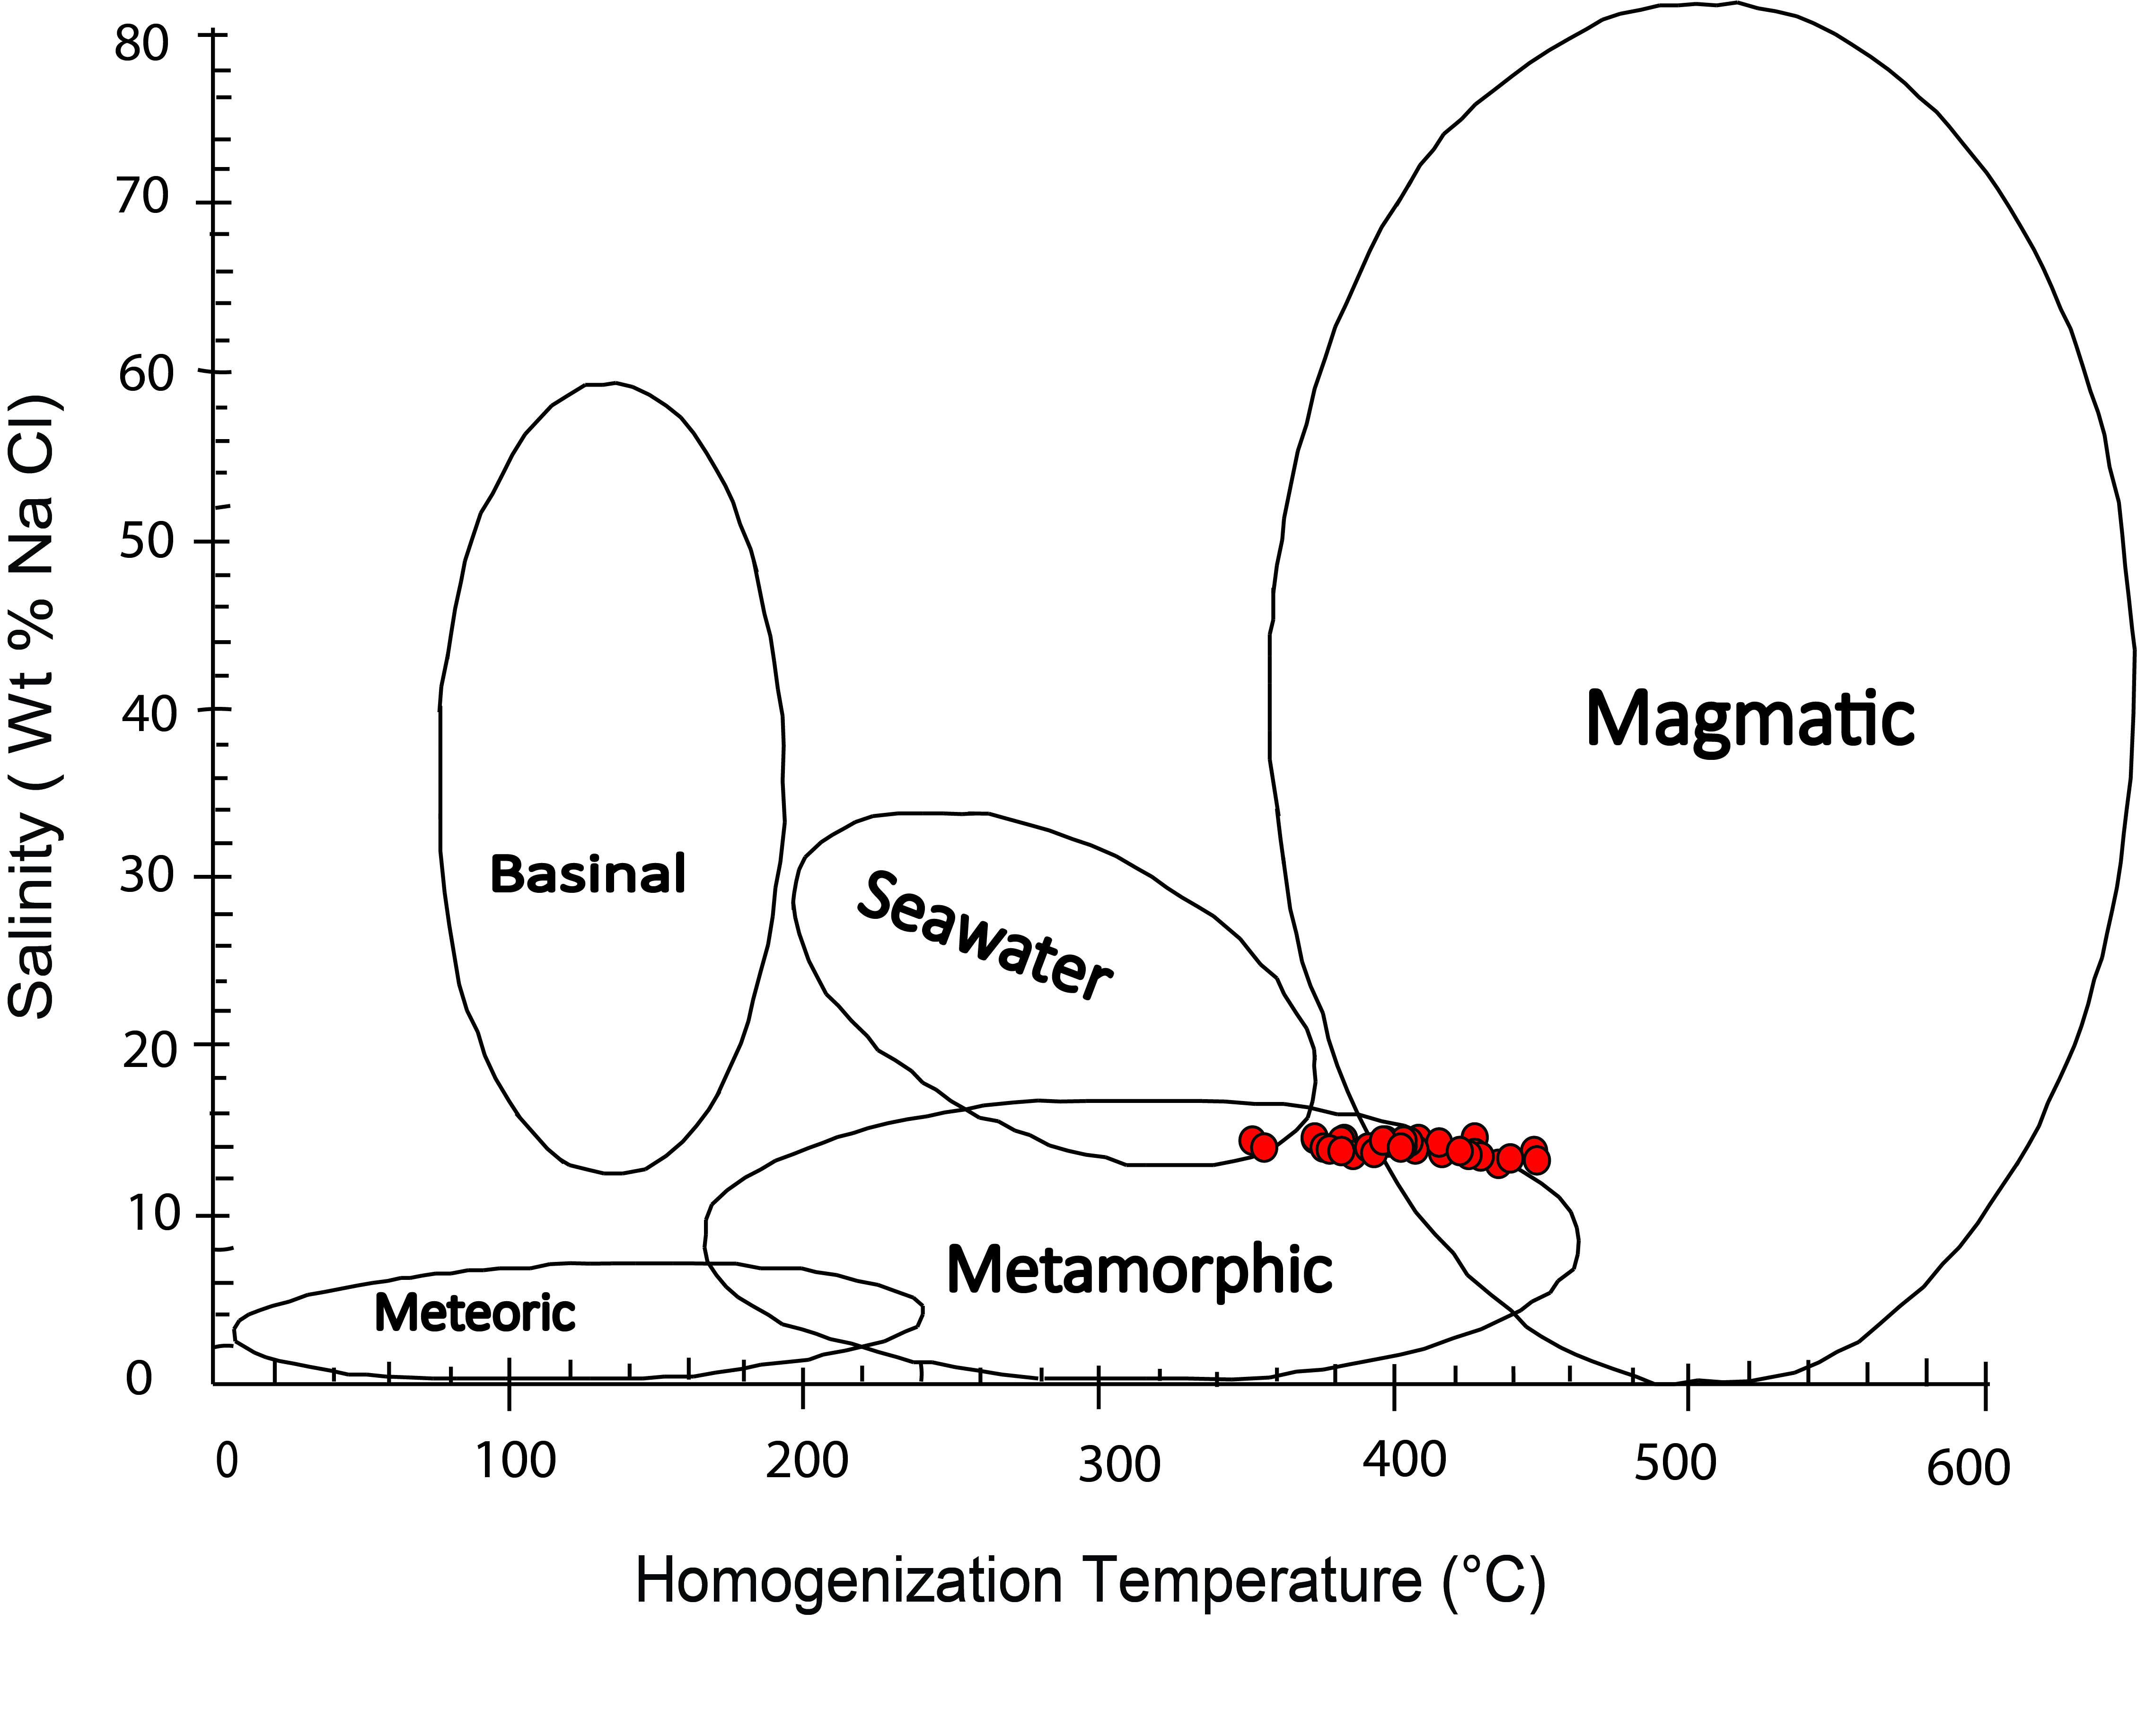 80
70
60
50
40
30
20
10
0
Salinity ( Wt % Na Cl)
Magmatic
Basinal
Seawater
Metamorphic
Meteoric
0 100 200 300 400 500 600
Homogenization Temperature (°C)